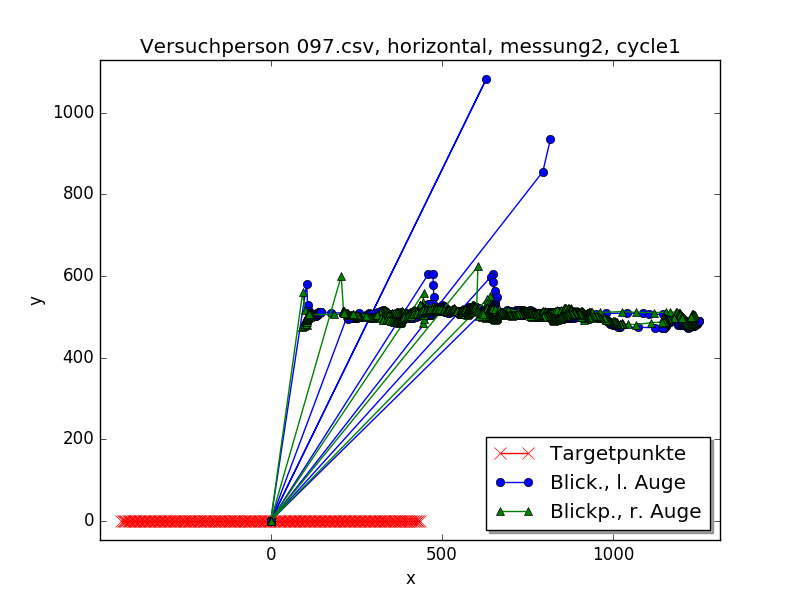 Versuchperson 097.csv, horizontal, messung2, cycle1
1000
800
600
400
200
0
y
0
500
1000
x
Targetpunkte
Blick., l. Auge
Blickp., r. Auge